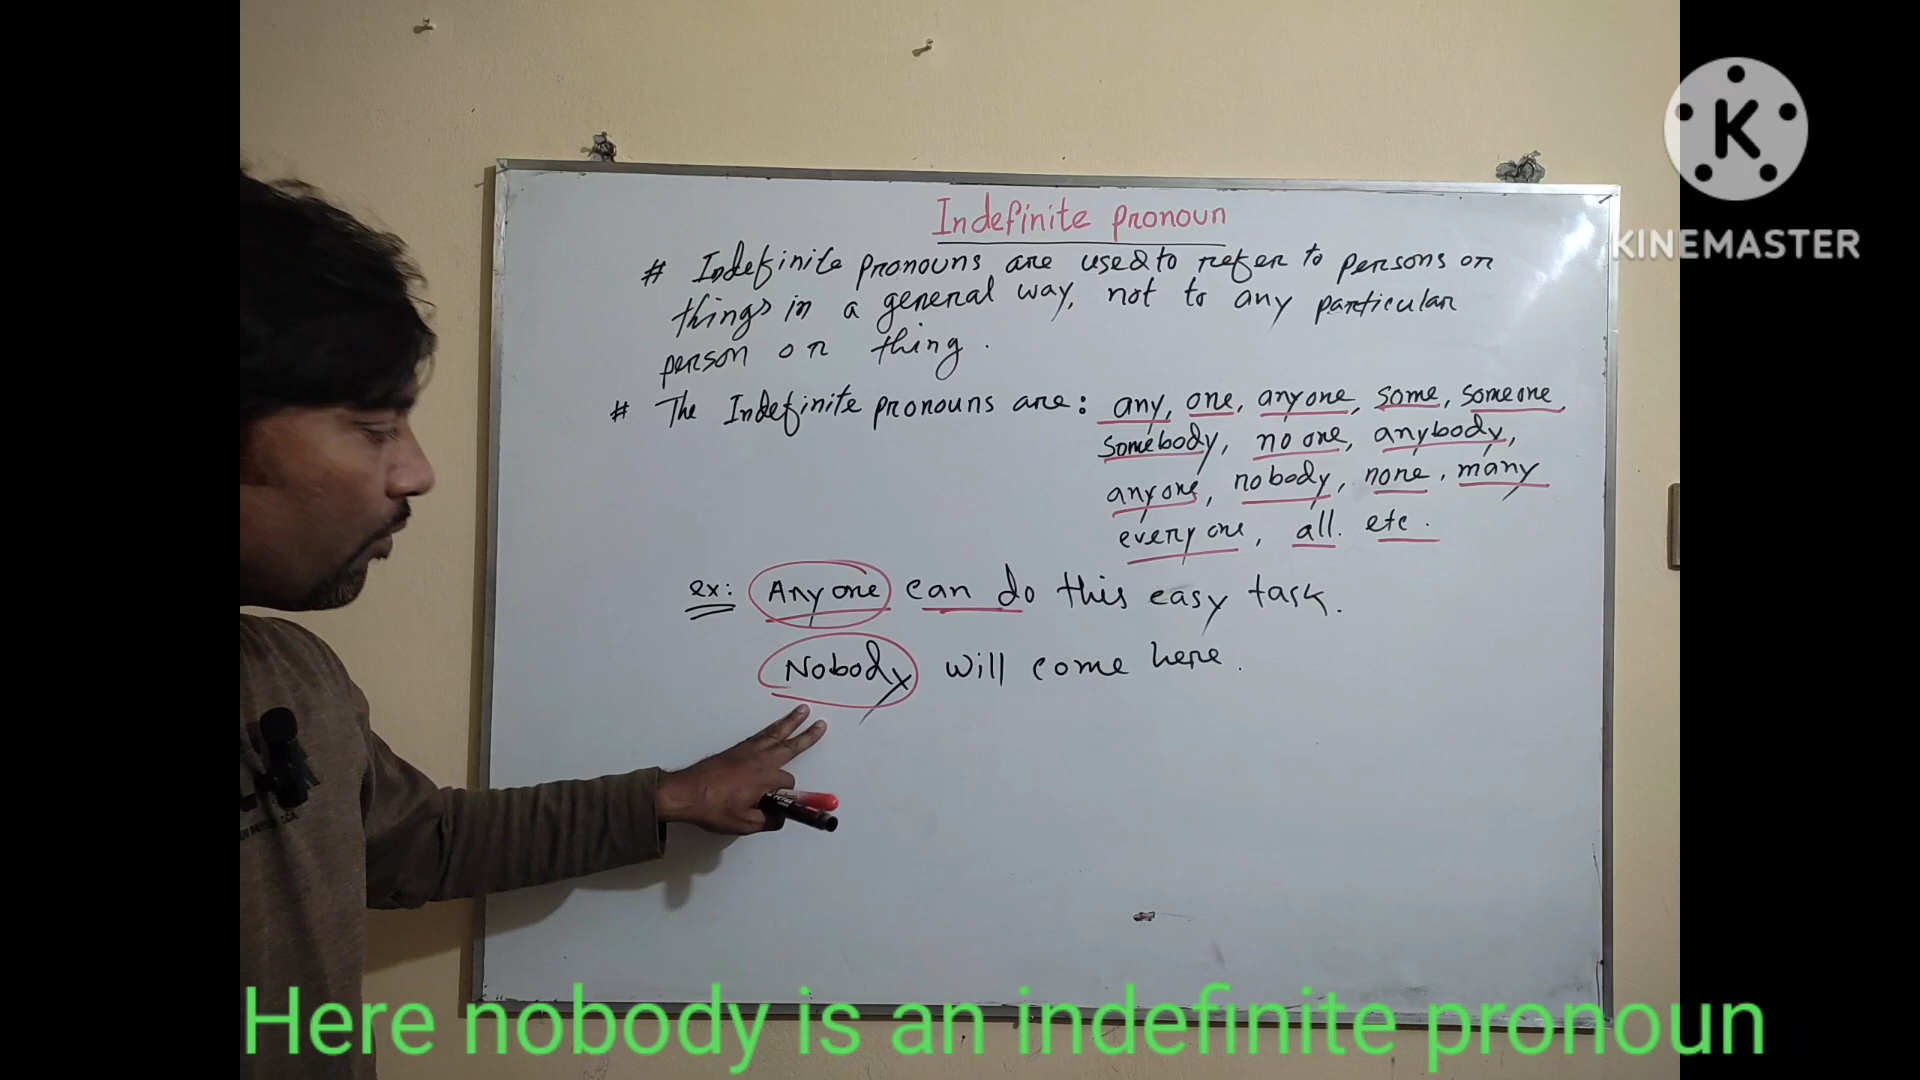 Indefinite pronoun
# Indefinite pronouns are used to refer to persons or
things in a general way, not to any particular
person or thing.
# The Indefinite pronouns are: any, one, anyone, some, someone,
somebody, no one, anybody,
anyone, nobody, none, many
everyone, all. etc.
ex: Anyone can do this easy task.
Nobody will come here.
K
KINEMASTER
Here nobody is an indefinite pronoun